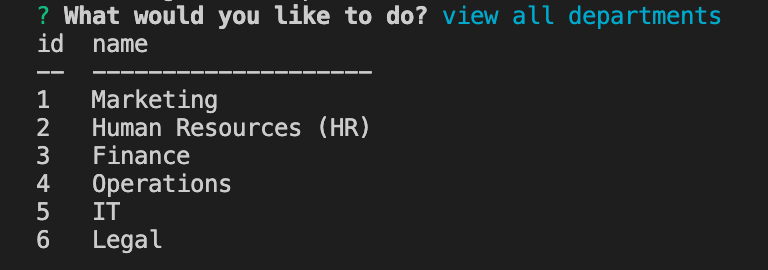 ? What would you like to do? view all departments
id  name
--  --------------------
1   Marketing
2   Human Resources (HR)
3   Finance
4   Operations
5   IT
6   Legal